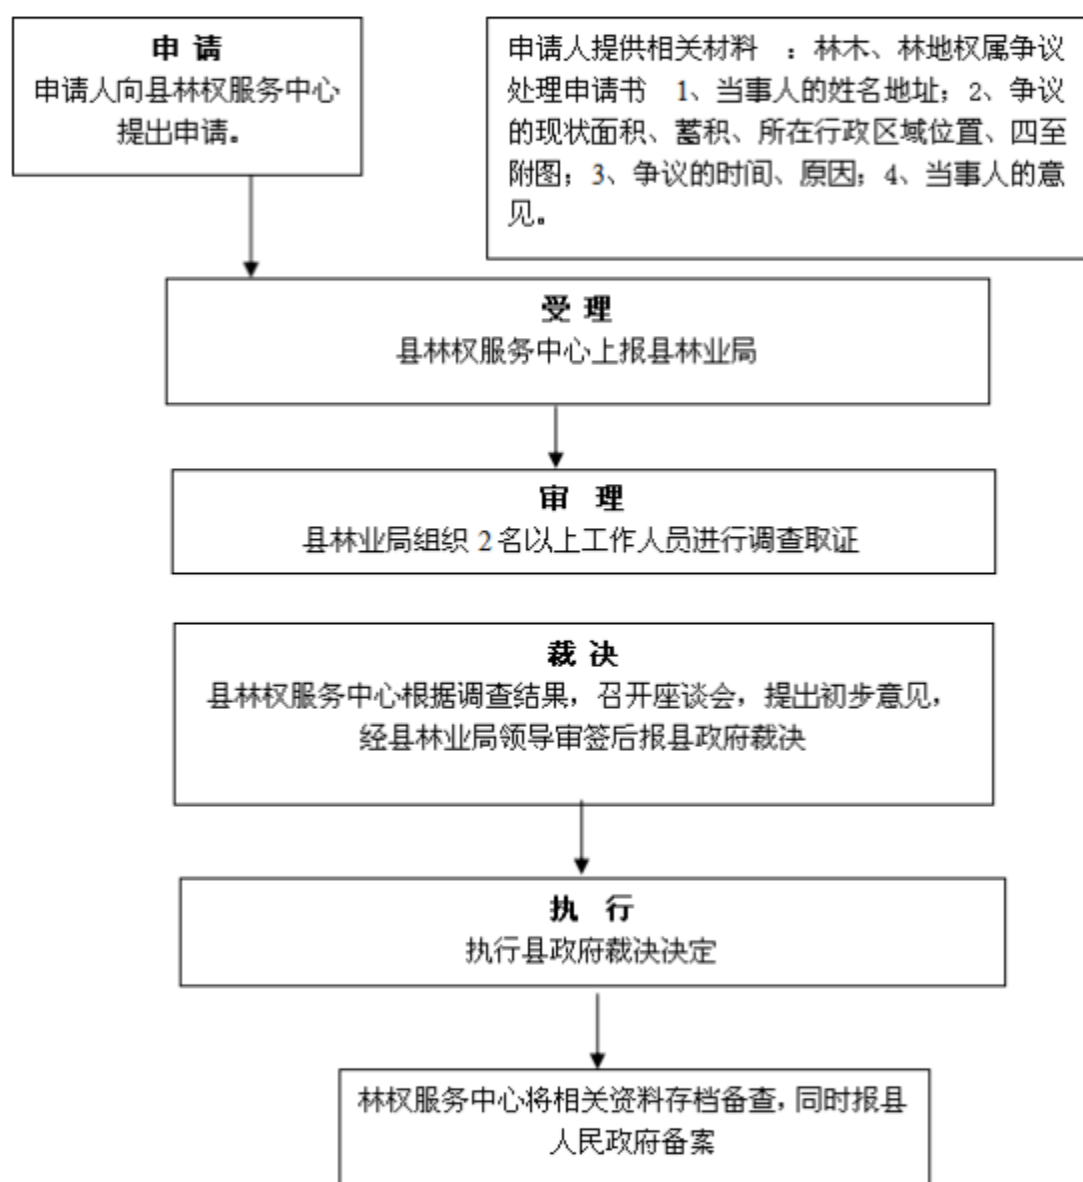 申 请
申请人向县林权服务中心
提出申请。
申请人提供相关材料 ：林木、林地权属争议
处理申请书 1、当事人的姓名地址；2、争议
的现状面积、蓄积、所在行政区域位置、四至
附图；3、争议的时间、原因；4、当事人的意
见。
受 理
县林权服务中心上报县林业局
审 理
县林业局组织 2 名以上工作人员进行调查取证
裁 决
县林权服务中心根据调查结果，召开座谈会，提出初步意见，
经县林业局领导审签后报县政府裁决
执 行
执行县政府裁决决定
林权服务中心将相关资料存档备查，同时报县
人民政府备案